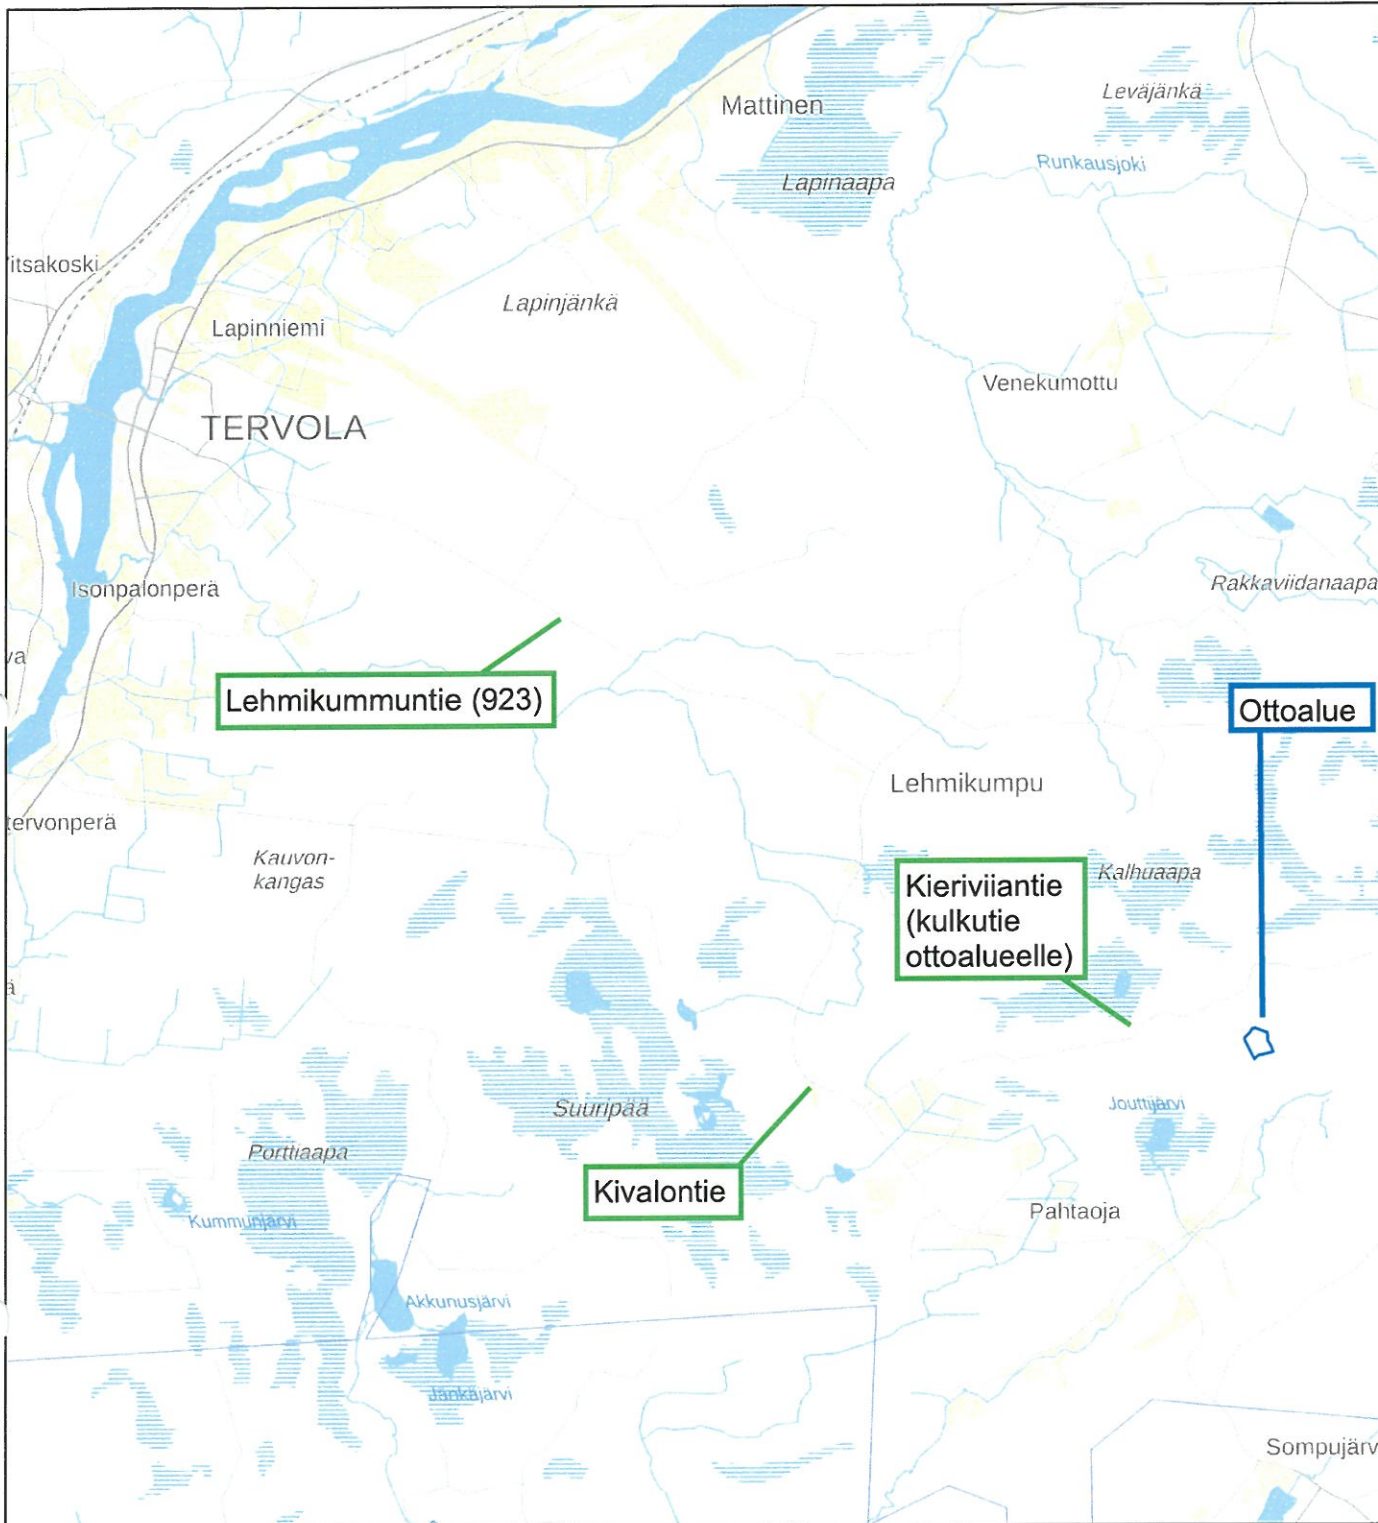 Mattinen
Leväjänkä
Runkausjoki
Lapinaapa
itsakoski
Lapinjänkä
Lapinniemi
Venekumottu
TERVOLA
Isonpalonperä
Rakkaviidanaapa
va
Lehmikummuntie (923)
Ottoalue
Lehmikumpu
tervonperä
Kauvon-
kangas
Kieriviiantie
(kulkutie
ottoalueelle)
Kalhuaapa
ä
Suuripää
Jouttijärvi
Porttiaapa
Kivalontie
Kummunjärvi
Pahtaoja
Akkunusjärvi
Jänkäjärvi
Sompujärv